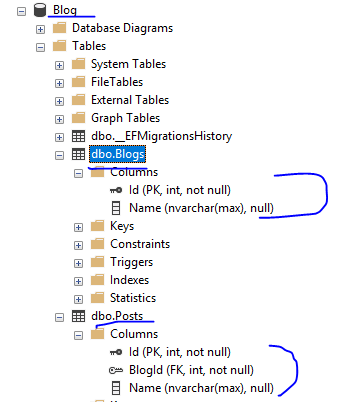 Blog
Database Diagrams
Tables
System Tables
FileTables
External Tables
Graph Tables
dbo.__EFMigrationsHistory
dbo.Blogs
Columns
Id (PK, int, not null)
Name (nvarchar(max), null)
Keys
Constraints
Triggers
Indexes
Statistics
dbo.Posts
Columns
Id (PK, int, not null)
BlogId (FK, int, not null)
Name (nvarchar(max), null)